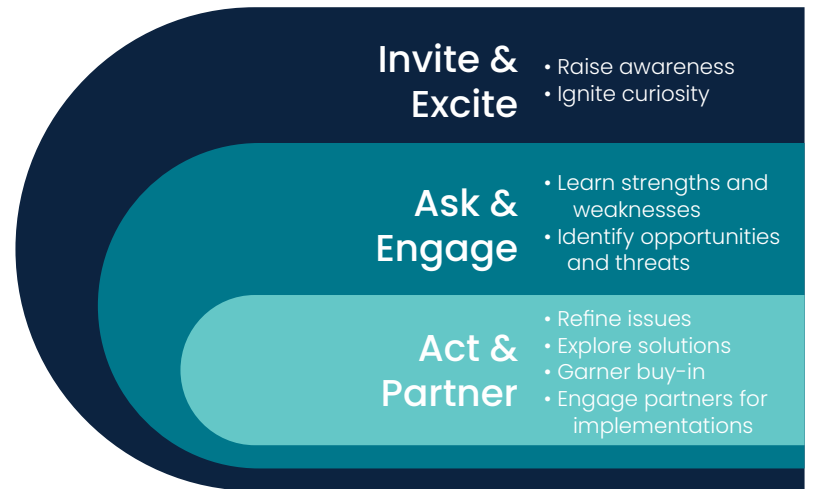 Invite &
Excite
• Raise awareness
• Ignite curiosity
Ask &
Engage
• Learn strengths and
weaknesses
• Identify opportunities
and threats
Act &
Partner
• Refine issues
• Explore solutions
• Garner buy-in
• Engage partners for
implementations